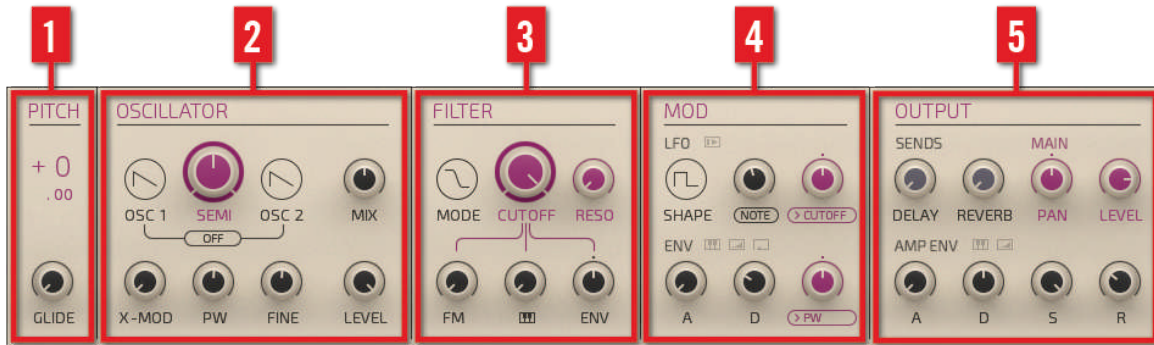 1 2 3 4 5
PITCH OSCILLATOR FILTER MOD OUTPUT
LFO SENDS MAIN
+ 0
.00
OSC 1 SEMI OSC 2 MIX MODE CUTOFF RESO SHAPE NOTE > CUTOFF DELAY REVERB PAN LEVEL
OFF
ENV AMP ENV
GLIDE X-MOD PW FINE LEVEL FM ENV A D > PW A D S R